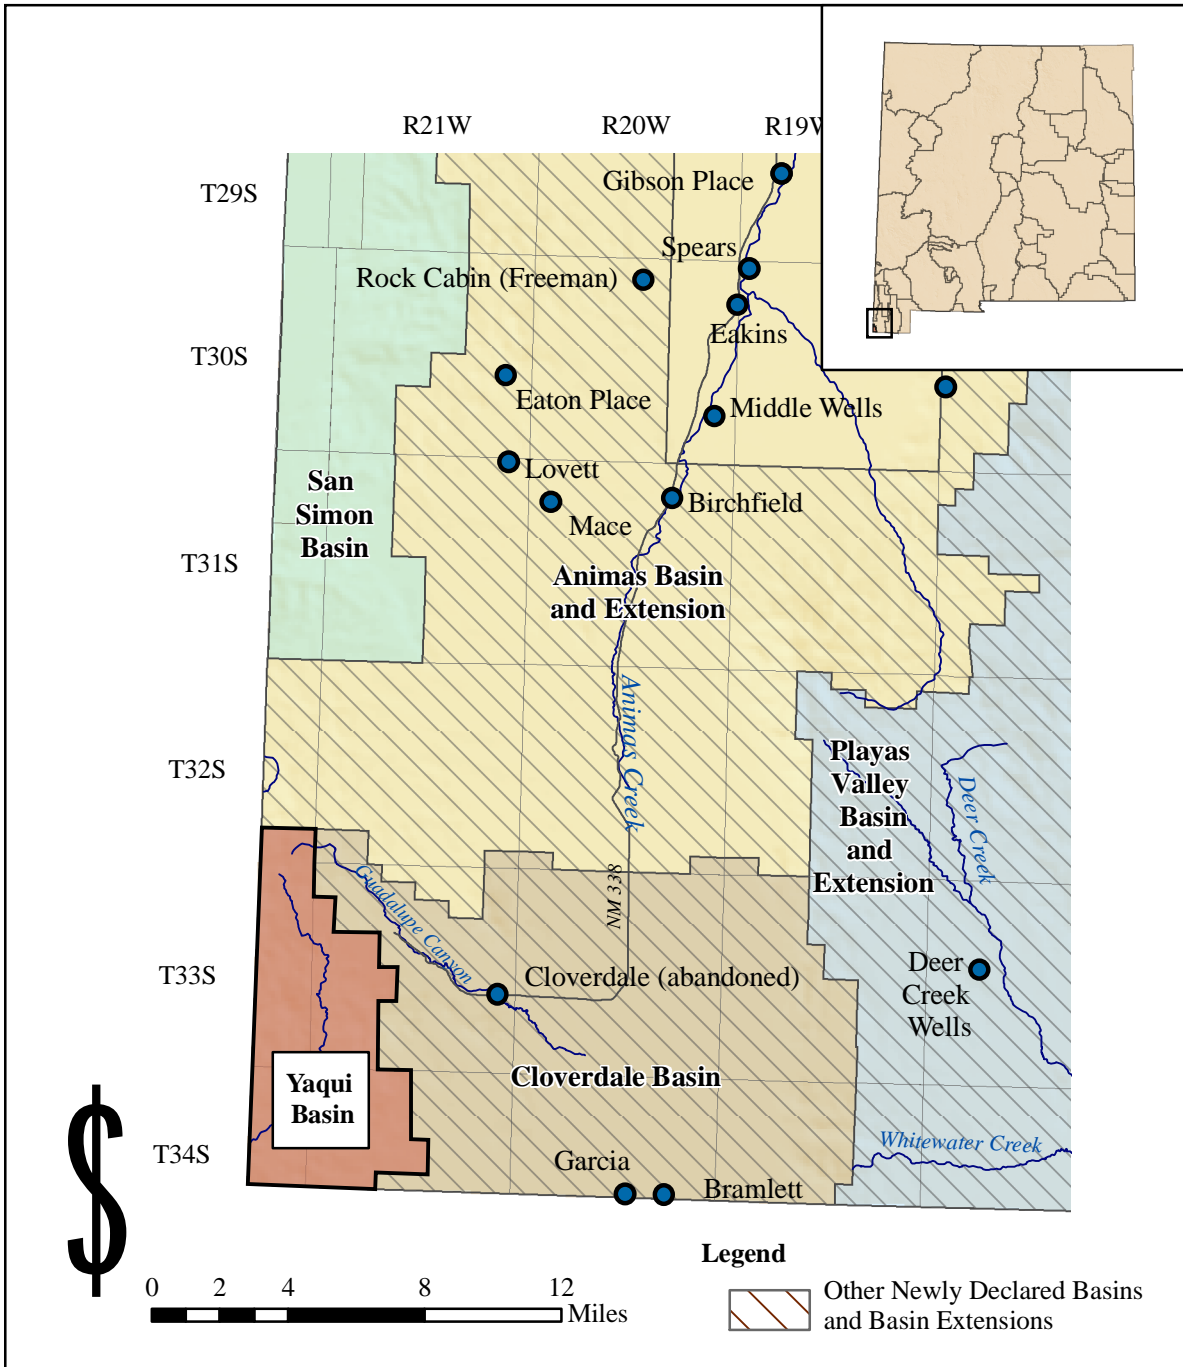 R21W
R20W
R19W
T29S
Gibson Place
Spears
Rock Cabin (Freeman)
Eakins
T30S
Eaton Place
Middle Wells
Lovett
San
Simon
Basin
Mace
Birchfield
T31S
Animas Basin
and Extension
Animas Creek
T32S
Playas
Valley
Basin
and
Extension
Deer Creek
Guadalupe Canyon
NM 338
T33S
Cloverdale (abandoned)
Deer
Creek
Wells
Yaqui
Basin
Cloverdale Basin
T34S
Whitewater Creek
Garcia
Bramlett
$
Legend
0 2 4 8 12
Miles
Other Newly Declared Basins
and Basin Extensions